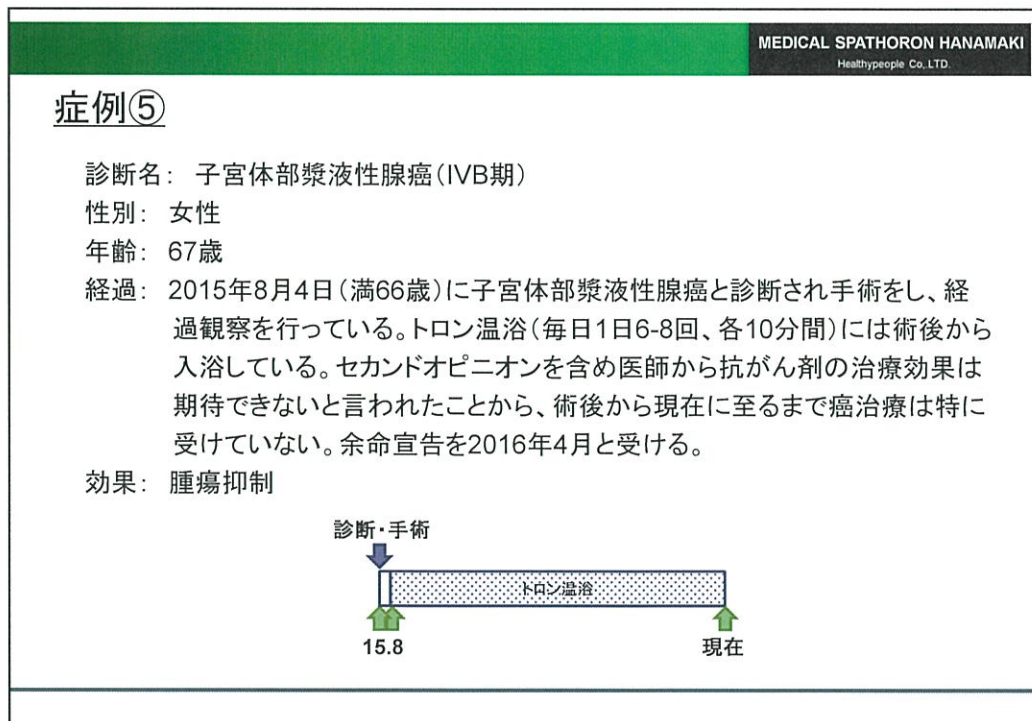 MEDICAL SPATHORON HANAMAKI
Healthypeople Co,.LTD.
症例⑤
診断名： 子宮体部漿液性腺癌（IVB期）
性別： 女性
年齢： 67歳
経過： 2015年8月4日（満66歳）に子宮体部漿液性腺癌と診断され手術をし、経
過観察を行っている。トロン温浴（毎日1日6-8回、各10分間）には術後から
入浴している。セカンドオピニオンを含め医師から抗がん剤の治療効果は
期待できないと言われたことから、術後から現在に至るまで癌治療は特に
受けていない。余命宣告を2016年4月と受ける。
効果： 腫瘍抑制
診断・手術
トロン温浴
15.8
現在